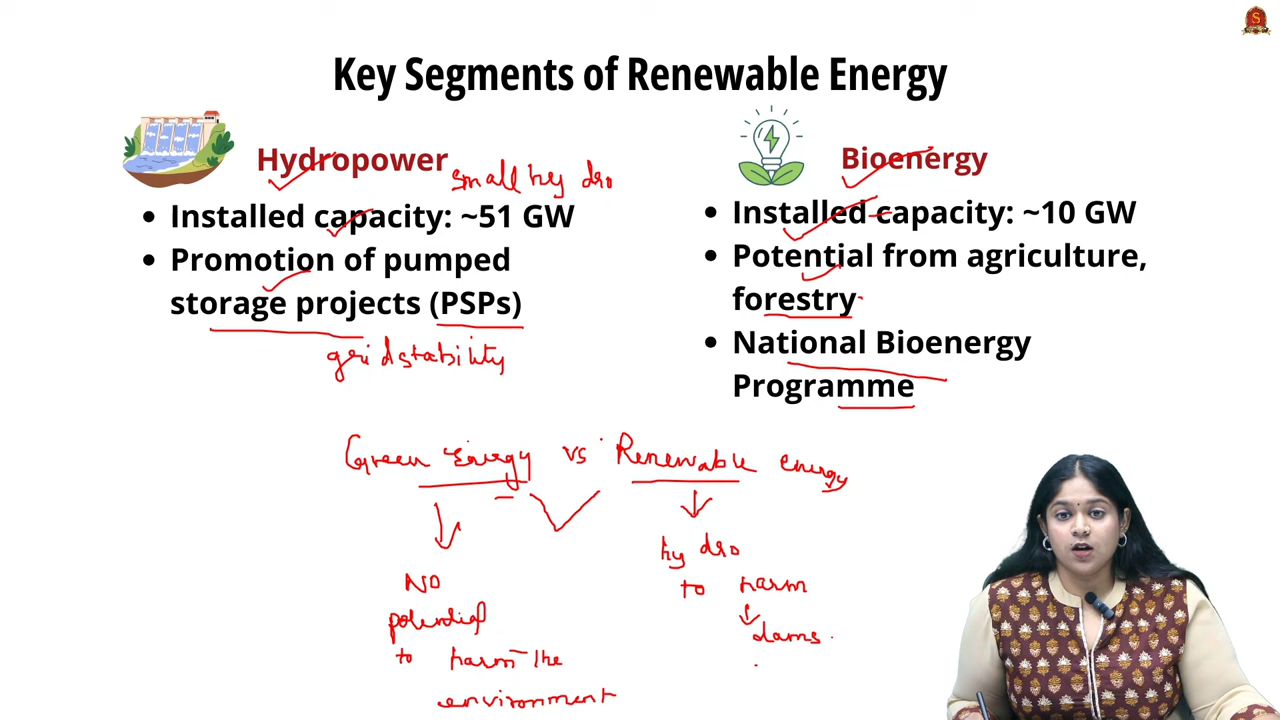 Key Segments of Renewable Energy
Hydropower
small hydro
• Installed capacity: ~51 GW
• Promotion of pumped
storage projects (PSPs)
grid stability
Bioenergy
• Installed capacity: ~10 GW
• Potential from agriculture,
forestry
• National Bioenergy
Programme
Green Energy vs Renewable energy
NO
potential
to harm the
environment
hydro
to harm
dams
S